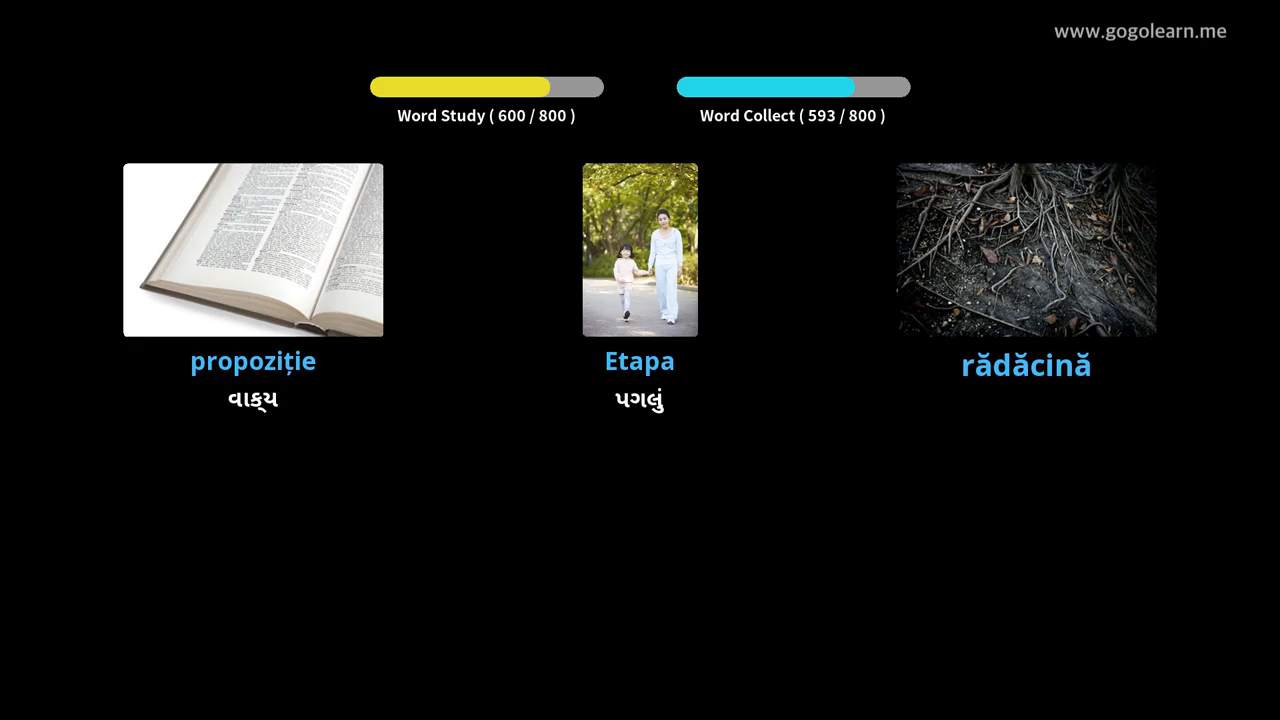 www.gogolearn.me
Word Study ( 600 / 800 )
Word Collect ( 593 / 800 )
propoziție
વાક્ય
Etapa
પગલું
rădăcină